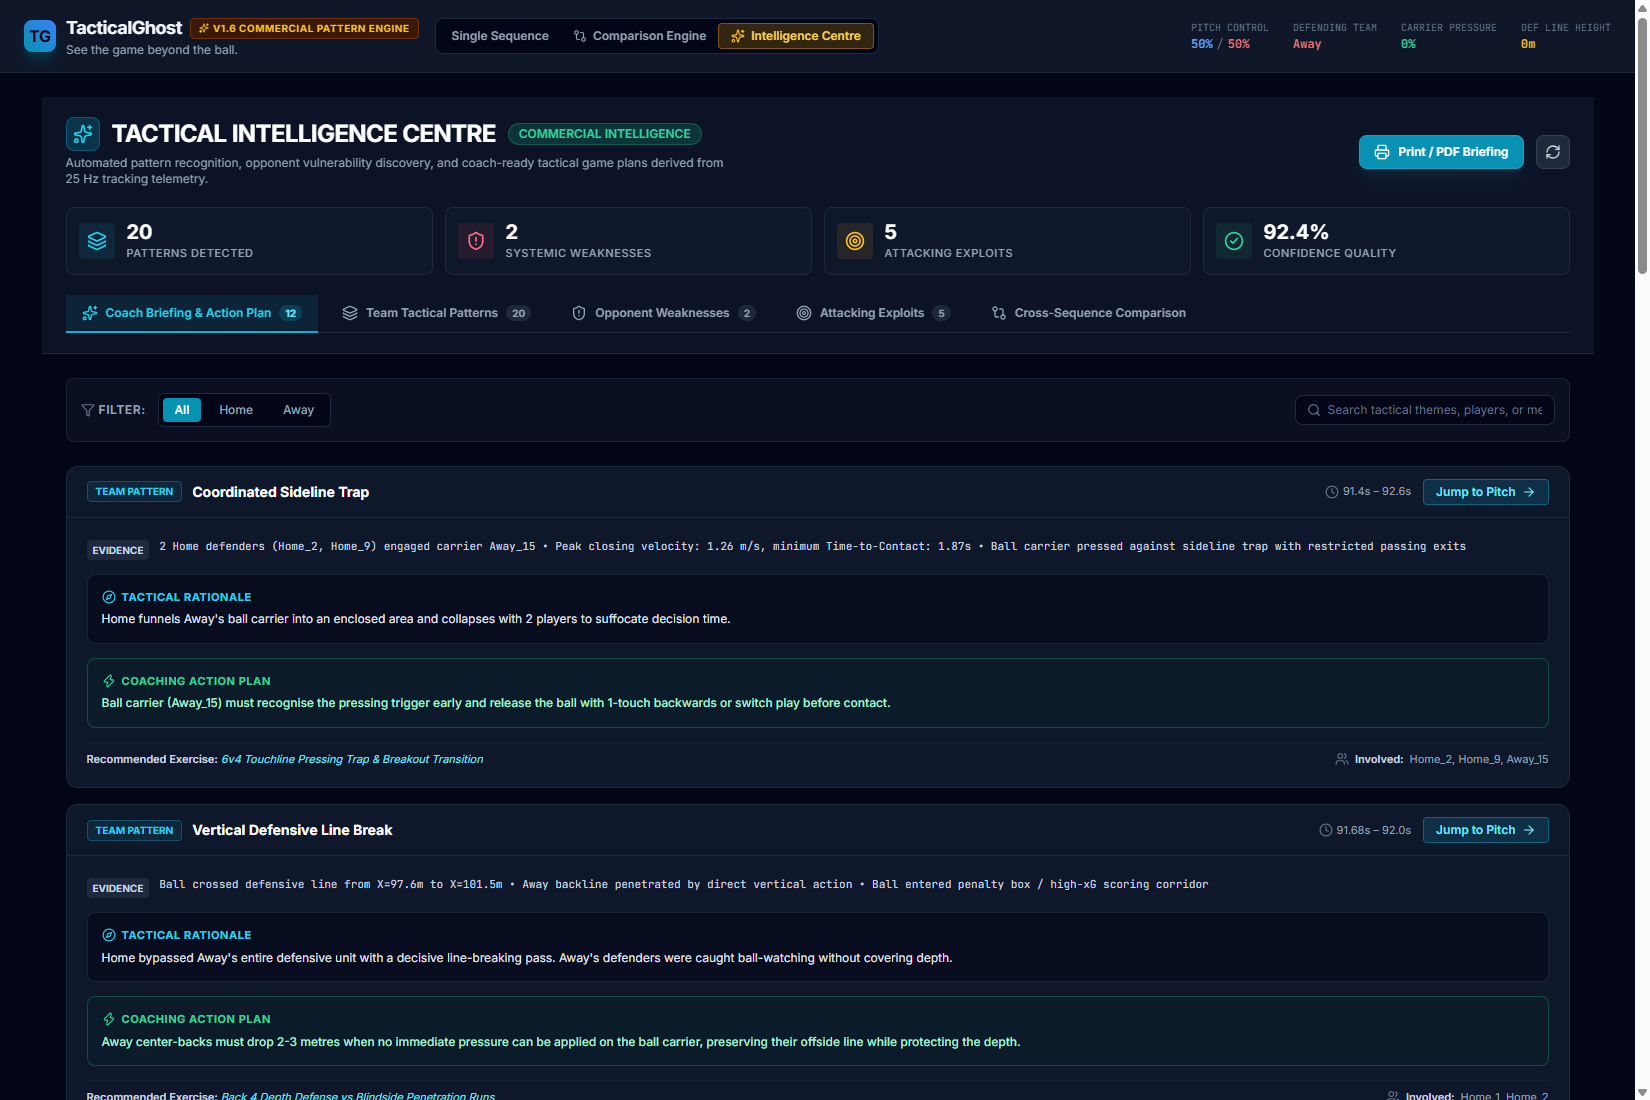 TG
TacticalGhost
V1.6 COMMERCIAL PATTERN ENGINE
See the game beyond the ball.
Single Sequence
Comparison Engine
Intelligence Centre
PITCH CONTROL
50% / 50%
DEFENDING TEAM
Away
CARRIER PRESSURE
0%
DEF LINE HEIGHT
0m
TACTICAL INTELLIGENCE CENTRE
COMMERCIAL INTELLIGENCE
Automated pattern recognition, opponent vulnerability discovery, and coach-ready tactical game plans derived from
25 Hz tracking telemetry.
Print / PDF Briefing
20
PATTERNS DETECTED
2
SYSTEMIC WEAKNESSES
5
ATTACKING EXPLOITS
92.4%
CONFIDENCE QUALITY
Coach Briefing & Action Plan 12
Team Tactical Patterns 20
Opponent Weaknesses 2
Attacking Exploits 5
Cross-Sequence Comparison
FILTER:
All
Home
Away
Search tactical themes, players, or me
TEAM PATTERN
Coordinated Sideline Trap
91.4s – 92.6s
Jump to Pitch
EVIDENCE
2 Home defenders (Home_2, Home_9) engaged carrier Away_15 • Peak closing velocity: 1.26 m/s, minimum Time-to-Contact: 1.87s • Ball carrier pressed against sideline trap with restricted passing exits
TACTICAL RATIONALE
Home funnels Away's ball carrier into an enclosed area and collapses with 2 players to suffocate decision time.
COACHING ACTION PLAN
Ball carrier (Away_15) must recognise the pressing trigger early and release the ball with 1-touch backwards or switch play before contact.
Recommended Exercise: 6v4 Touchline Pressing Trap & Breakout Transition
Involved: Home_2, Home_9, Away_15
TEAM PATTERN
Vertical Defensive Line Break
91.68s – 92.0s
Jump to Pitch
EVIDENCE
Ball crossed defensive line from X=97.6m to X=101.5m • Away backline penetrated by direct vertical action • Ball entered penalty box / high-xG scoring corridor
TACTICAL RATIONALE
Home bypassed Away's entire defensive unit with a decisive line-breaking pass. Away's defenders were caught ball-watching without covering depth.
COACHING ACTION PLAN
Away center-backs must drop 2-3 metres when no immediate pressure can be applied on the ball carrier, preserving their offside line while protecting the depth.
Recommended Exercise: Back 4 Depth Defense vs Blindside Penetration Runs
Involved: Home_1, Home_2